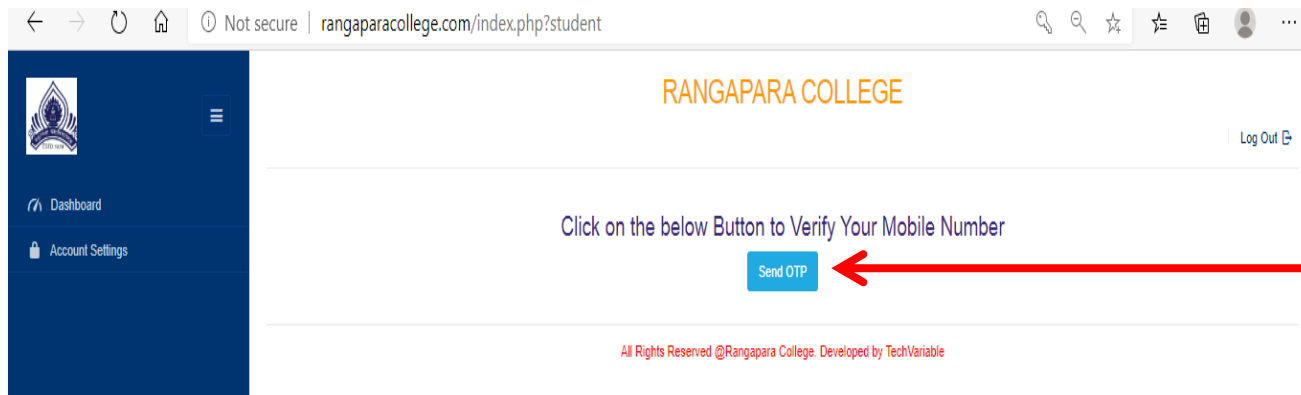 Not secure | rangaparacollege.com/index.php?student
RANGAPARA COLLEGE
Log Out
Dashboard
Account Settings
Click on the below Button to Verify Your Mobile Number
Send OTP
All Rights Reserved @Rangapara College. Developed by TechVariable